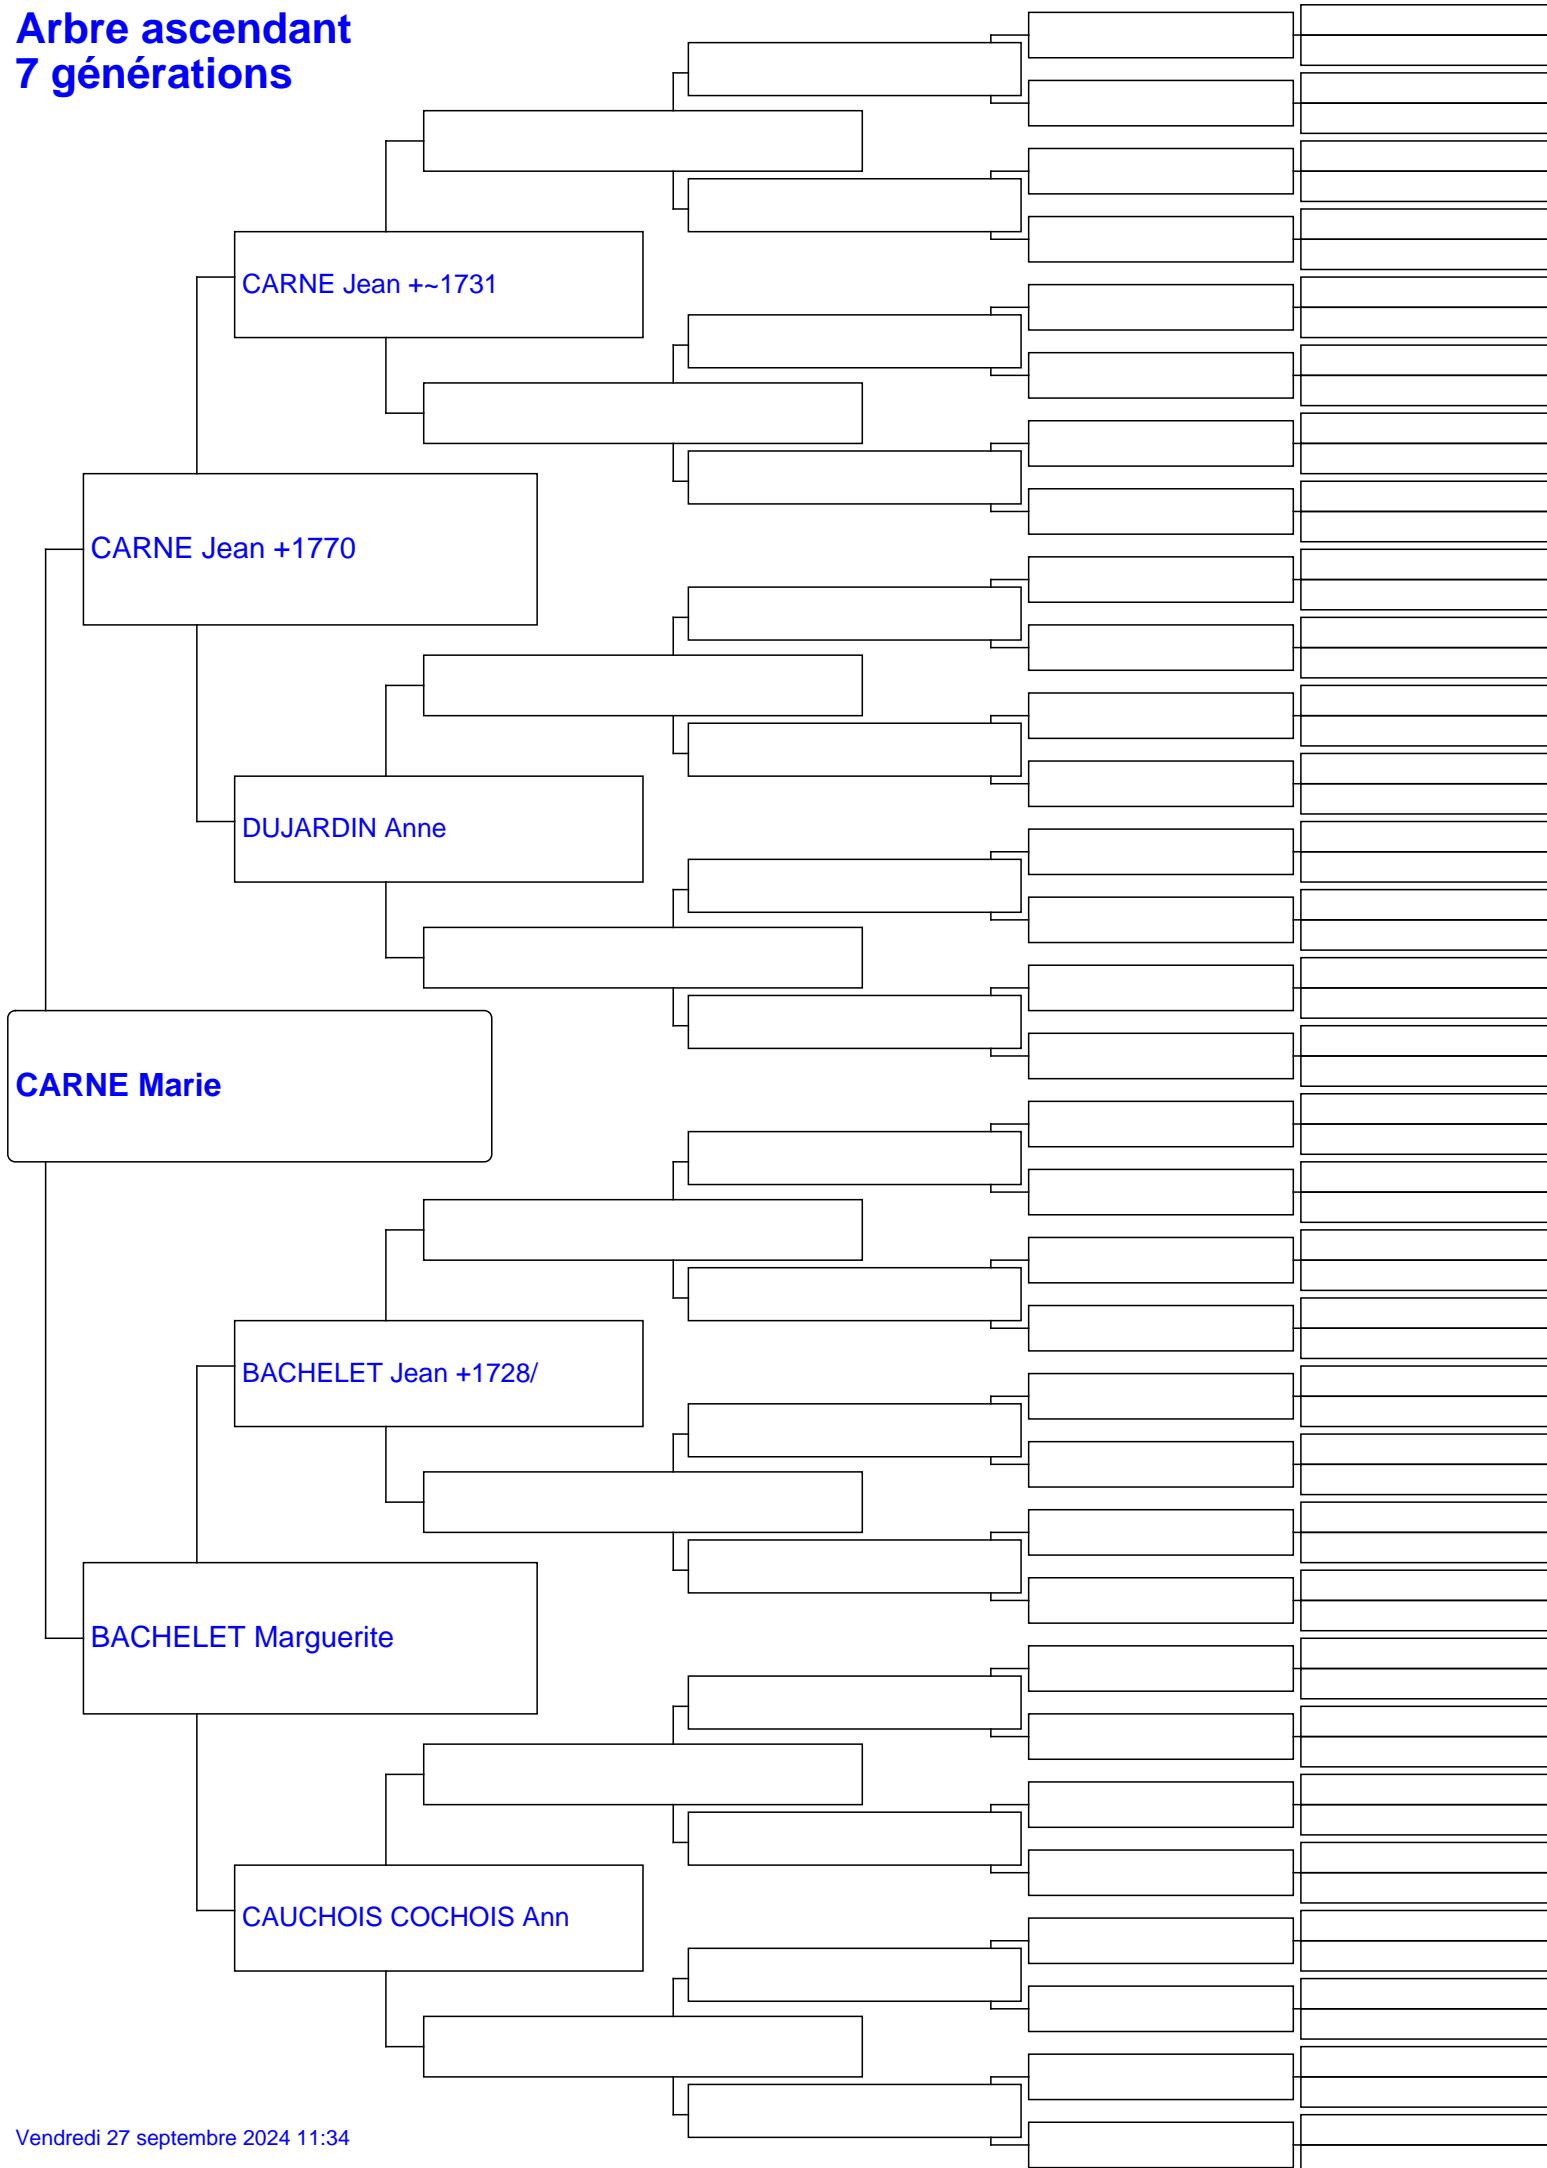 Arbre ascendant
7 générations
CARNE Jean +~1731
CARNE Jean +1770
DUJARDIN Anne
CARNE Marie
BACHELET Jean +1728/
BACHELET Marguerite
CAUCHOIS COCHOIS Ann
Vendredi 27 septembre 2024 11:34